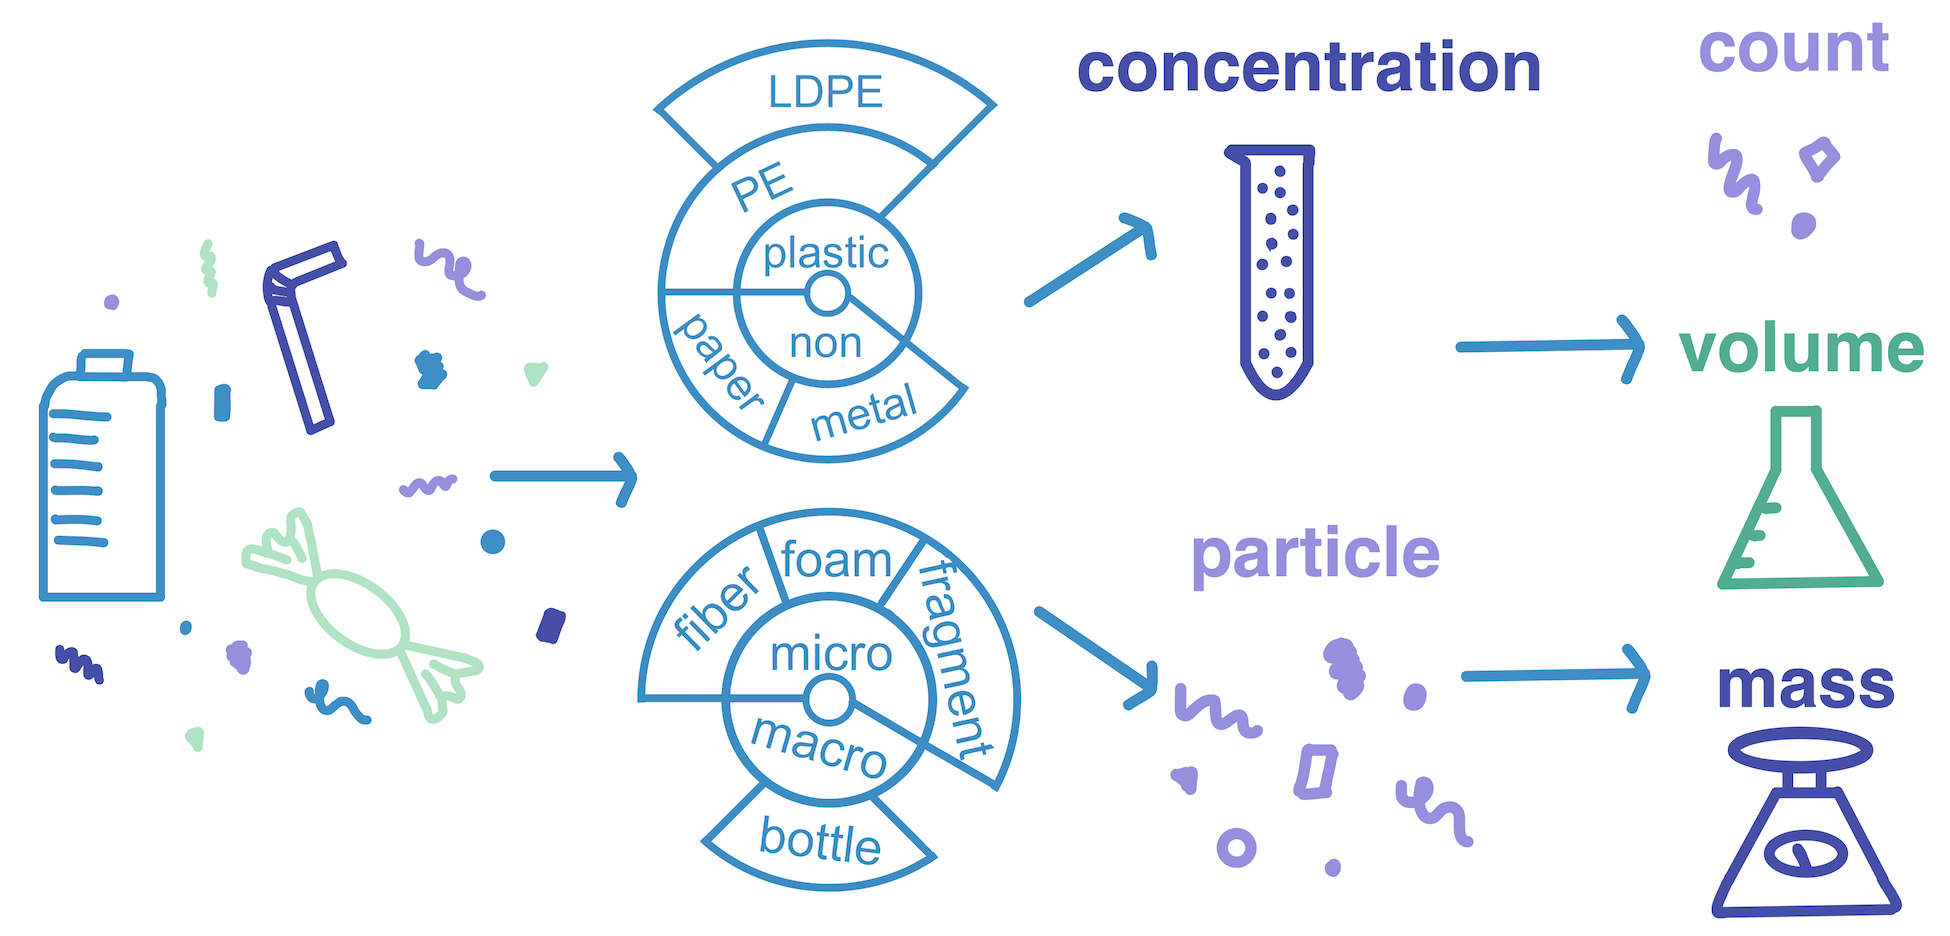 LDPE
PE
plastic
non
paper
metal
fiber
foam
fragment
micro
macro
bottle
concentration
particle
count
volume
mass